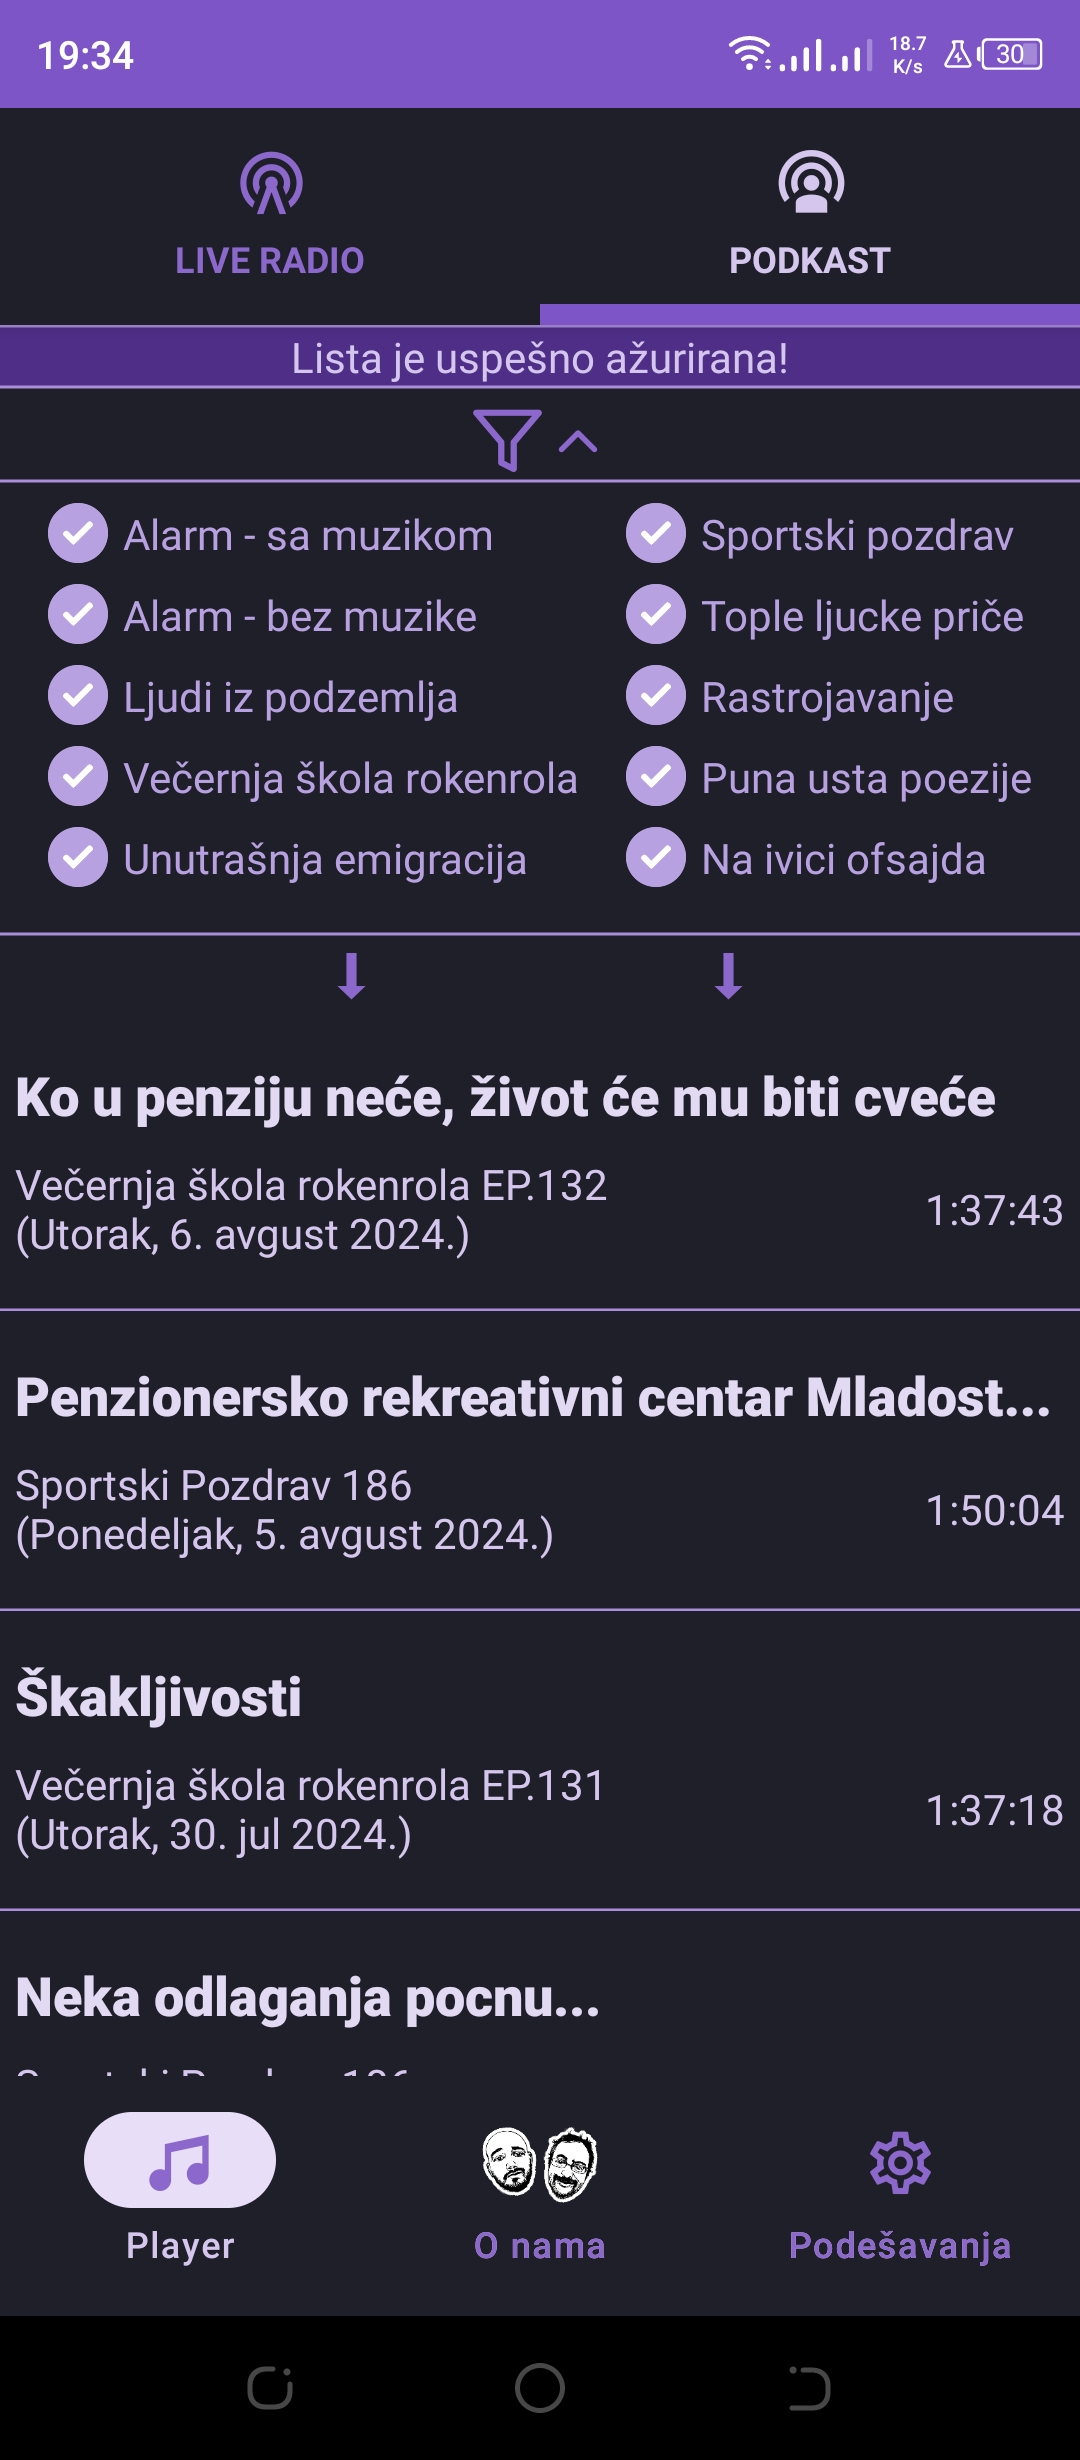 19:34
18.7
K/s
30
LIVE RADIO
PODKAST
Lista je uspešno ažurirana!
Alarm - sa muzikom
Sportski pozdrav
Alarm - bez muzike
Tople ljucke priče
Ljudi iz podzemlja
Rastrojavanje
Večernja škola rokenrola
Puna usta poezije
Unutrašnja emigracija
Na ivici ofsajda
Ko u penziju neće, život će mu biti cveće
Večernja škola rokenrola EP.132
(Utorak, 6. avgust 2024.)
1:37:43
Penzionersko rekreativni centar Mladost...
Sportski Pozdrav 186
(Ponedeljak, 5. avgust 2024.)
1:50:04
Škakljivosti
Večernja škola rokenrola EP.131
(Utorak, 30. jul 2024.)
1:37:18
Neka odlaganja pocnu...
Player
O nama
Podešavanja